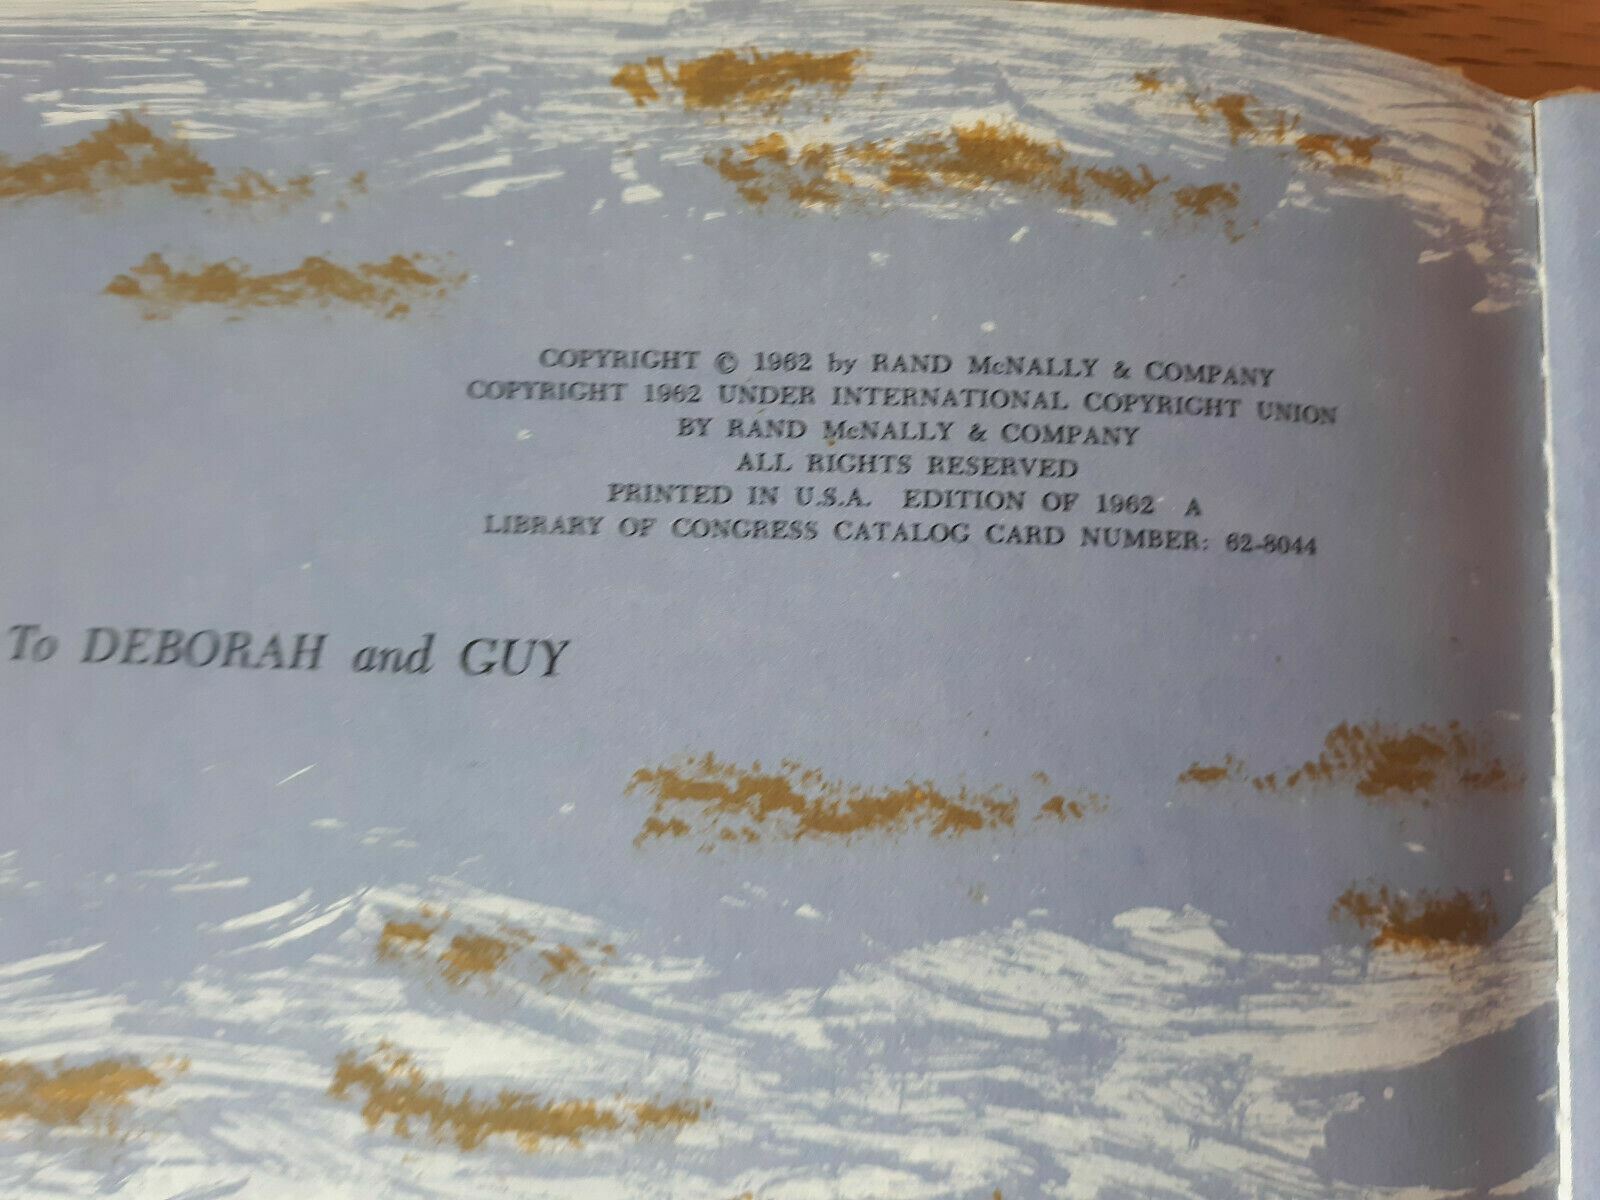 COPYRIGHT © 1962 by RAND McNALLY & COMPANY
COPYRIGHT 1962 UNDER INTERNATIONAL COPYRIGHT UNION
BY RAND McNALLY & COMPANY
ALL RIGHTS RESERVED
PRINTED IN U.S.A. EDITION OF 1962 A
LIBRARY OF CONGRESS CATALOG CARD NUMBER: 62-8044
To DEBORAH and GUY